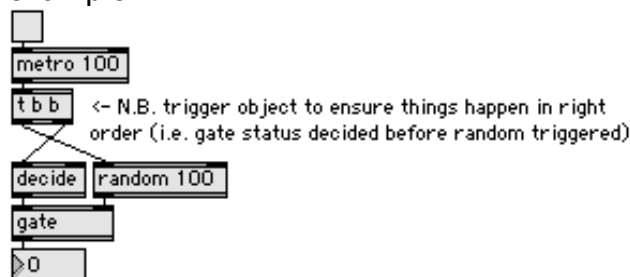 metro 100
t b b <- N.B. trigger object to ensure things happen in right
order (i.e. gate status decided before random triggered)
decide random 100
gate
0